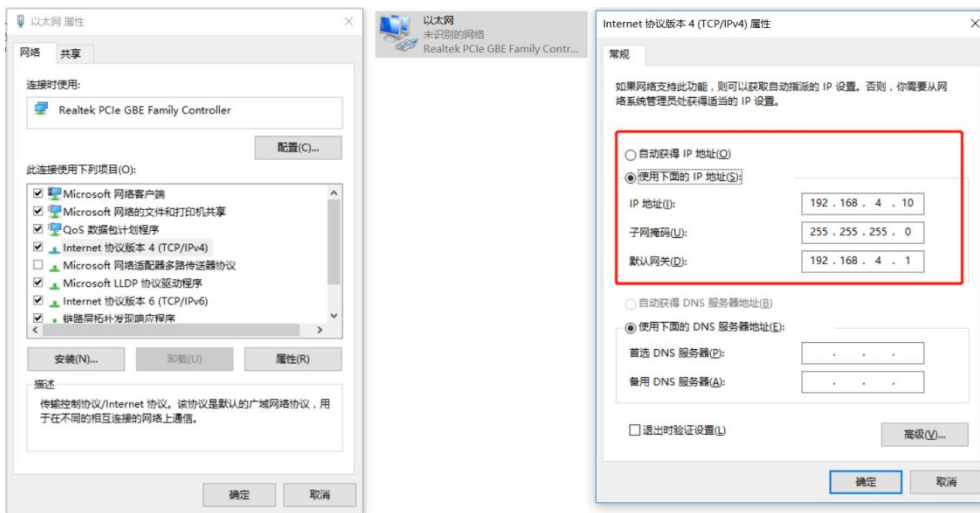 以太网 属性
网络
共享
连接时使用:
Realtek PCIe GBE Family Controller
配置(C)...
此连接使用下列项目(O):
Microsoft 网络客户端
Microsoft 网络的文件和打印机共享
QoS 数据包计划程序
Internet 协议版本 4 (TCP/IPv4)
Microsoft 网络适配器多路传送器协议
Microsoft LLDP 协议驱动程序
Internet 协议版本 6 (TCP/IPv6)
链路层拓扑发现响应程序
安装(N)...
卸载(U)
属性(R)
描述
传输控制协议/Internet 协议。该协议是默认的广域网络协议，用
于在不同的相互连接的网络上通信。
确定
取消
以太网
未识别的网络
Realtek PCIe GBE Family Contr...
Internet 协议版本 4 (TCP/IPv4) 属性
常规
如果网络支持此功能，则可以获取自动指派的 IP 设置。否则，你需要从网
络系统管理员处获得适当的 IP 设置。
自动获得 IP 地址(O)
使用下面的 IP 地址(S):
IP 地址(I):
192 . 168 . 4 . 10
子网掩码(U):
255 . 255 . 255 . 0
默认网关(D):
192 . 168 . 4 . 1
自动获得 DNS 服务器地址(B)
使用下面的 DNS 服务器地址(E):
首选 DNS 服务器(P):
. . .
备用 DNS 服务器(A):
. . .
退出时验证设置(L)
高级(V)...
确定
取消